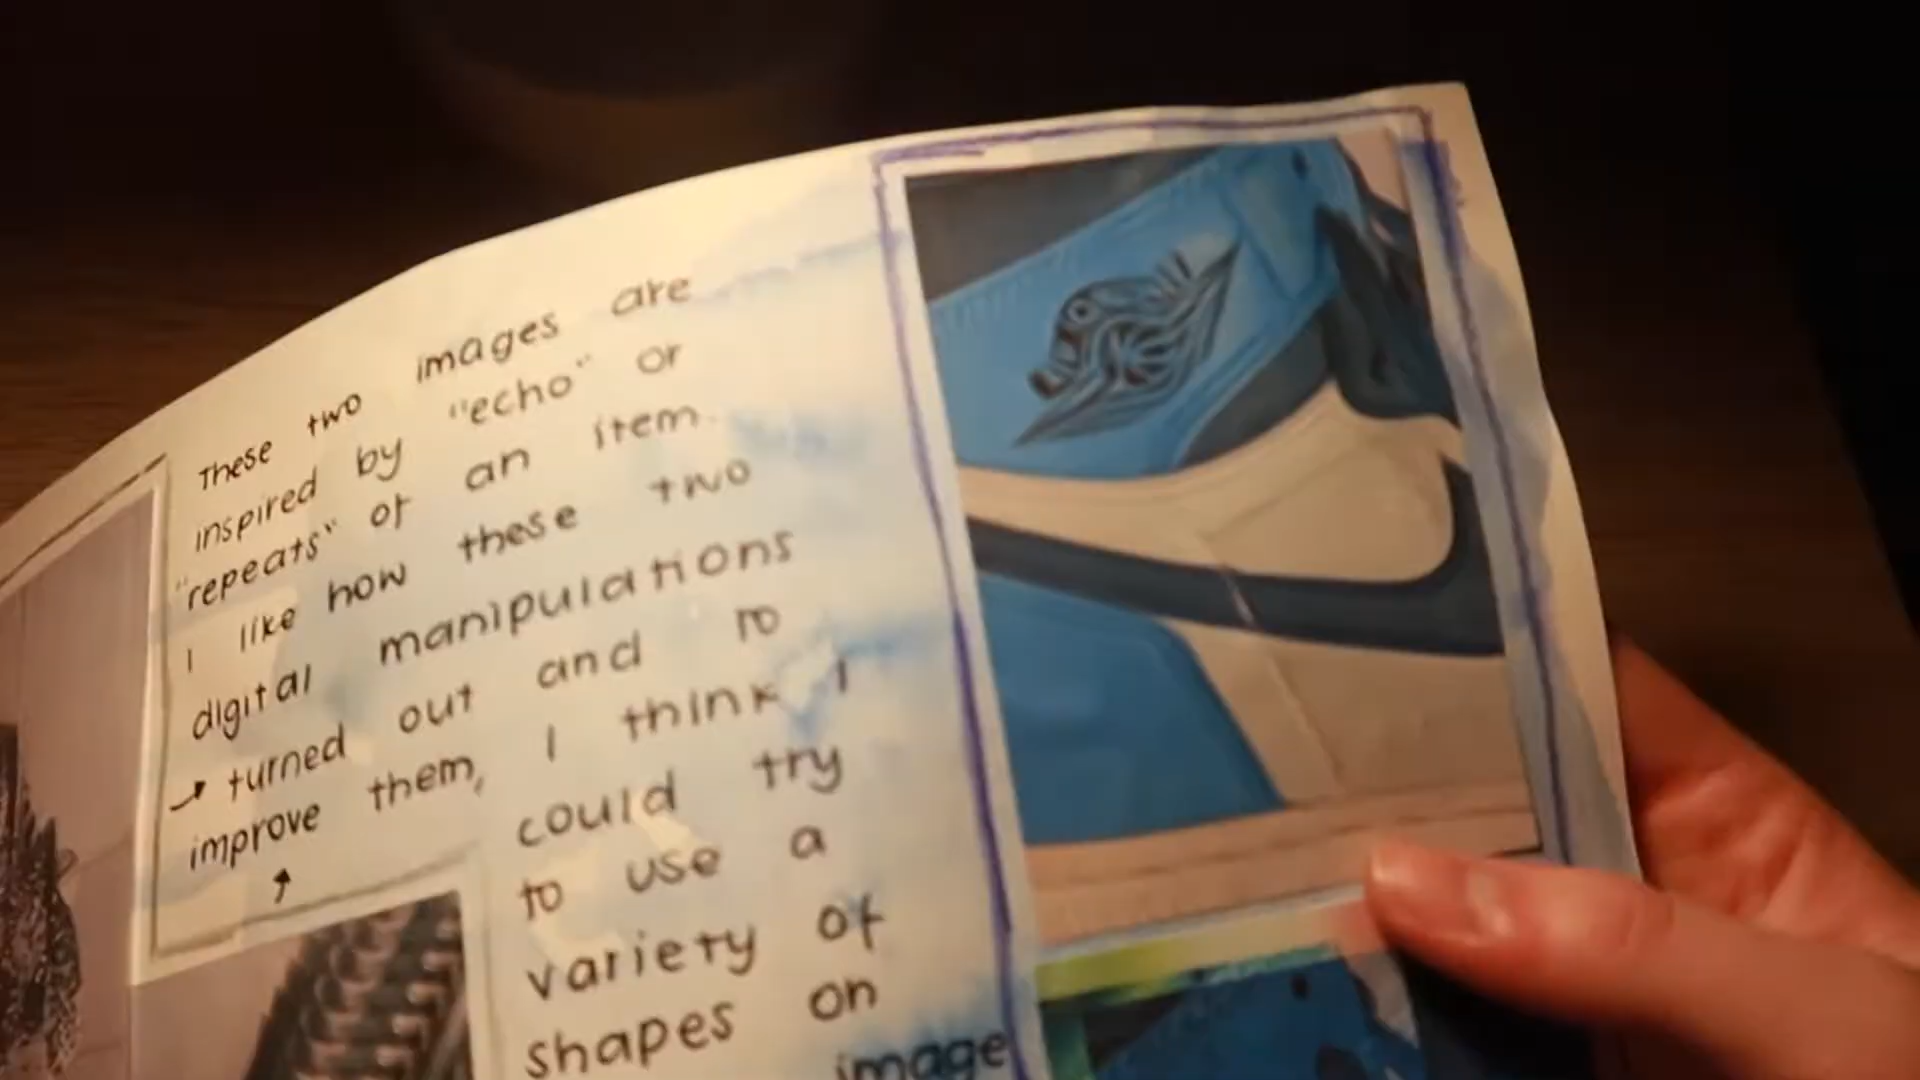 These two images are
inspired by "echo" or
"repeats" of an item.
I like how these two
digital manipulations
→ turned out and to
improve them, I think I
↑
could try
to use a
variety of
shapes on
image